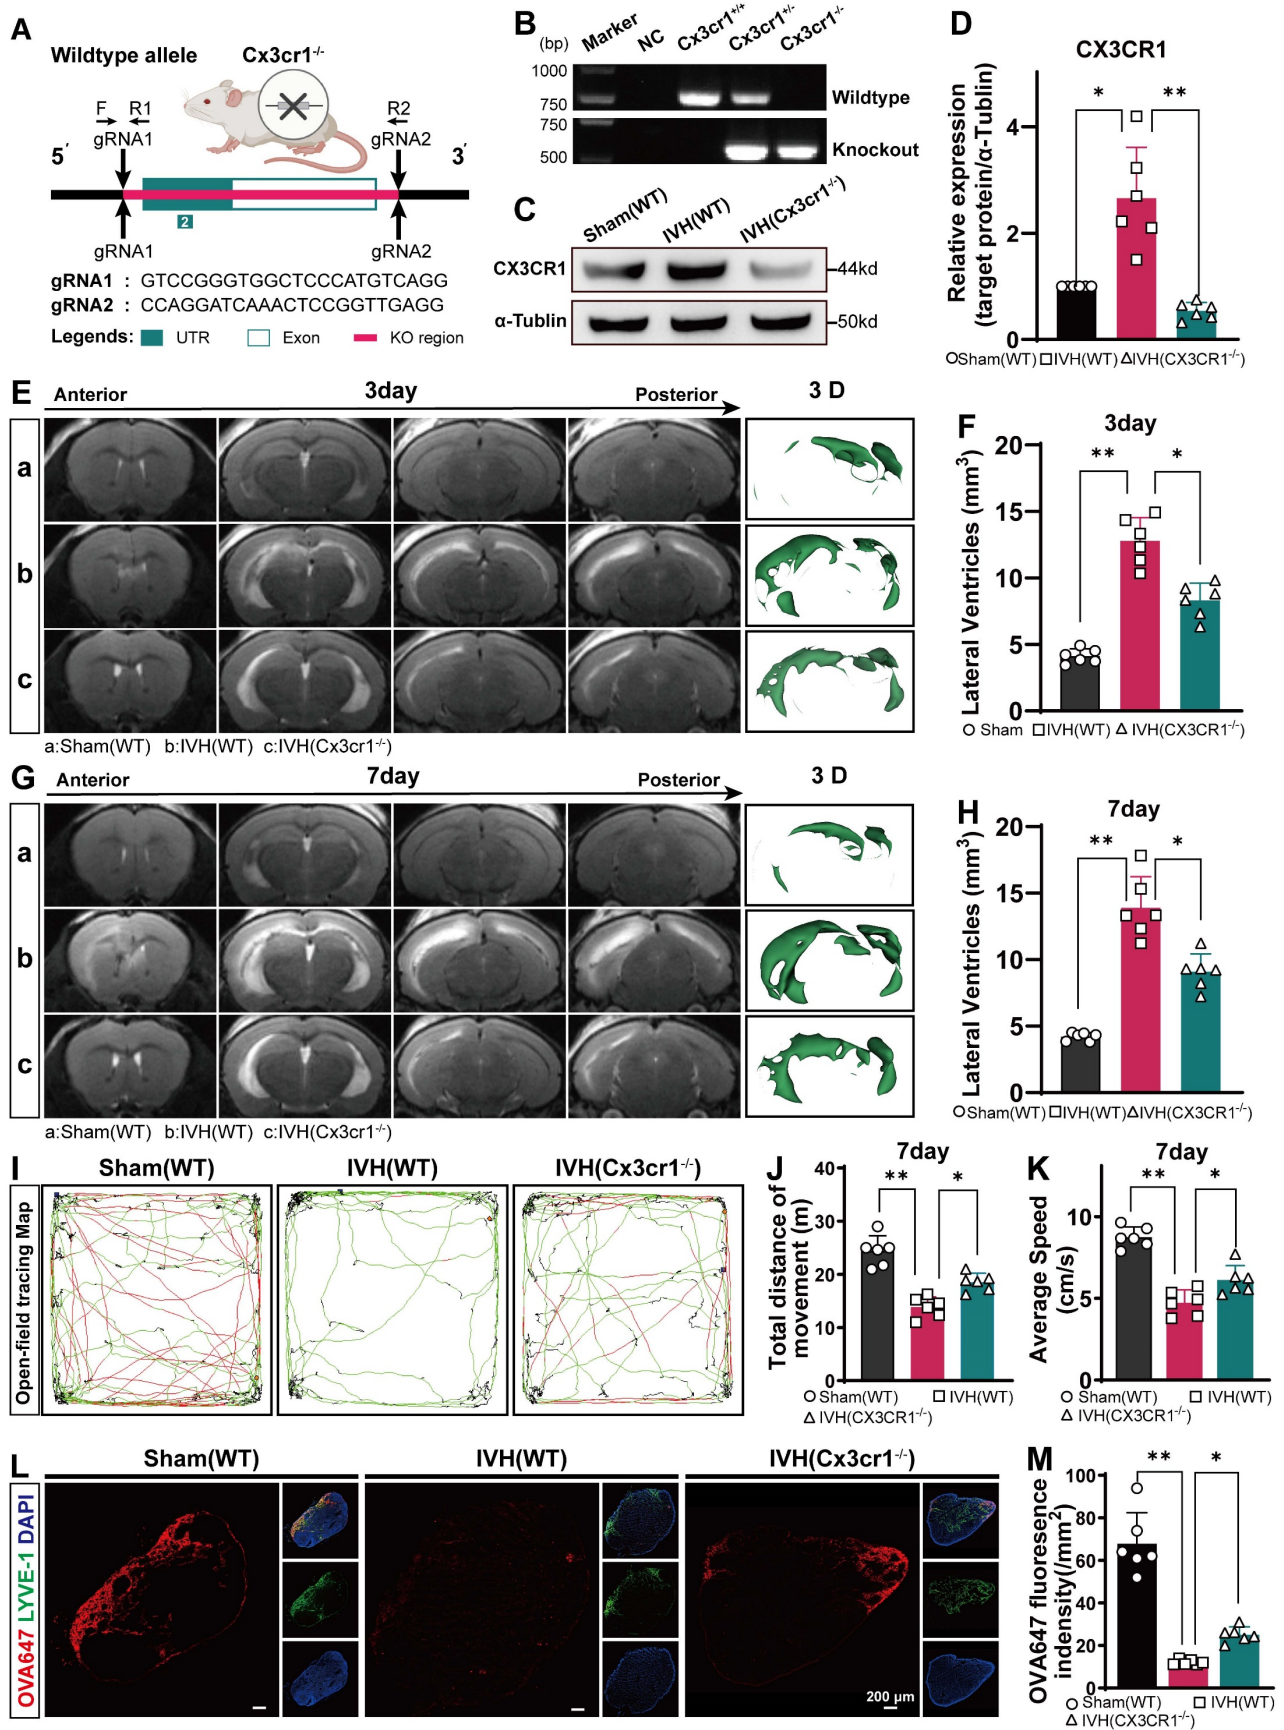 A
Wildtype allele
Cx3cr1-/-
F
R1
R2
gRNA1
gRNA2
5′
3′
2
gRNA1
gRNA2
gRNA1 : GTCCGGGTGGCTCCCATGTCAGG
gRNA2 : CCAGGATCAAACTCCGGTTGAGG
Legends: UTR Exon KO region
B
(bp) Marker NC Cx3cr1+/+ Cx3cr1+/- Cx3cr1-/-
1000
750
Wildtype
750
500
Knockout
C
Sham(WT) IVH(WT) IVH(Cx3cr1-/-)
CX3CR1
44kd
α-Tublin
50kd
D
CX3CR1
Relative expression
(target protein/α-Tublin)
* **
4
2
0
Sham(WT) IVH(WT) IVH(CX3CR1-/-)
E
Anterior 3day Posterior
3 D
a
b
c
a:Sham(WT) b:IVH(WT) c:IVH(Cx3cr1-/-)
F
3day
Lateral Ventricles (mm3)
** *
20
15
10
5
0
Sham IVH(WT) IVH(CX3CR1-/-)
G
Anterior 7day Posterior
3 D
a
b
c
a:Sham(WT) b:IVH(WT) c:IVH(Cx3cr1-/-)
H
7day
Lateral Ventricles (mm3)
** *
20
15
10
5
0
Sham(WT) IVH(WT) IVH(CX3CR1-/-)
I
Open-field tracing Map
Sham(WT)
IVH(WT)
IVH(Cx3cr1-/-)
J
7day
Total distance of
movement (m)
** *
40
30
20
10
0
Sham(WT) IVH(WT)
IVH(CX3CR1-/-)
K
7day
Average Speed
(cm/s)
** *
10
5
0
Sham(WT) IVH(WT)
IVH(CX3CR1-/-)
L
OVA647 LYVE-1 DAPI
Sham(WT)
IVH(WT)
IVH(Cx3cr1-/-)
200 μm
M
OVA647 fluoresence
indensity(/mm2)
** *
100
80
60
40
20
0
Sham(WT) IVH(WT)
IVH(CX3CR1-/-)